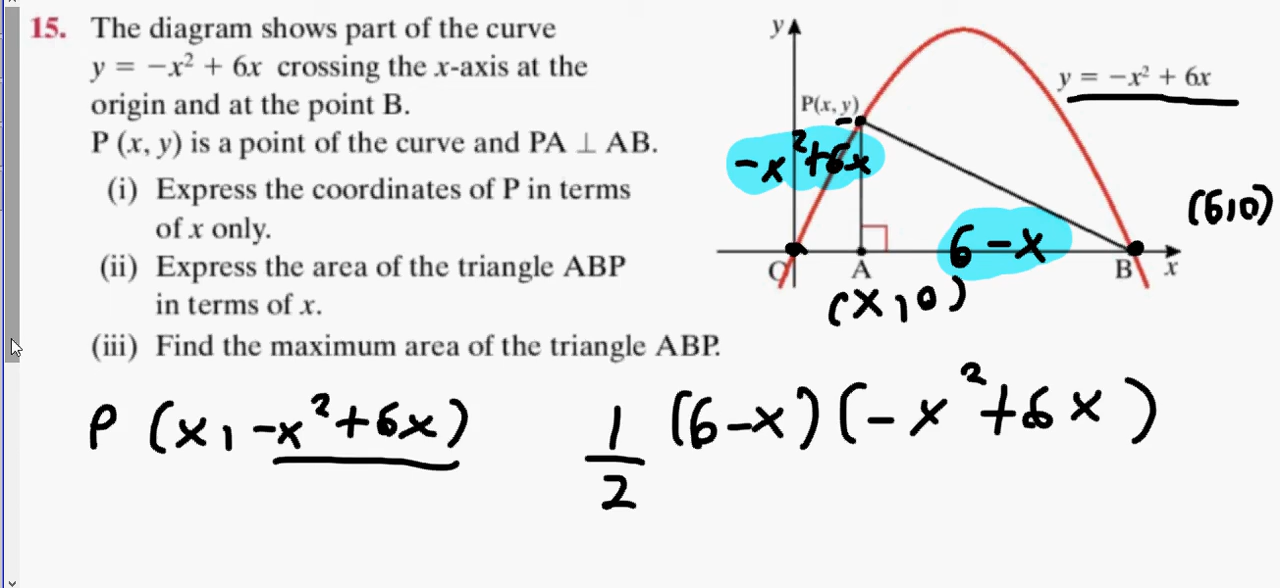 15. The diagram shows part of the curve
y = −x² + 6x crossing the x-axis at the
origin and at the point B.
P (x, y) is a point of the curve and PA ⊥ AB.
(i) Express the coordinates of P in terms
of x only.
(ii) Express the area of the triangle ABP
in terms of x.
(iii) Find the maximum area of the triangle ABP.
y
y = −x² + 6x
P(x, y)
−x²+6x
(6,0)
6−x
O
A
B
x
(x,0)
P (x, −x²+6x)
1/2 (6−x)(−x²+6x)